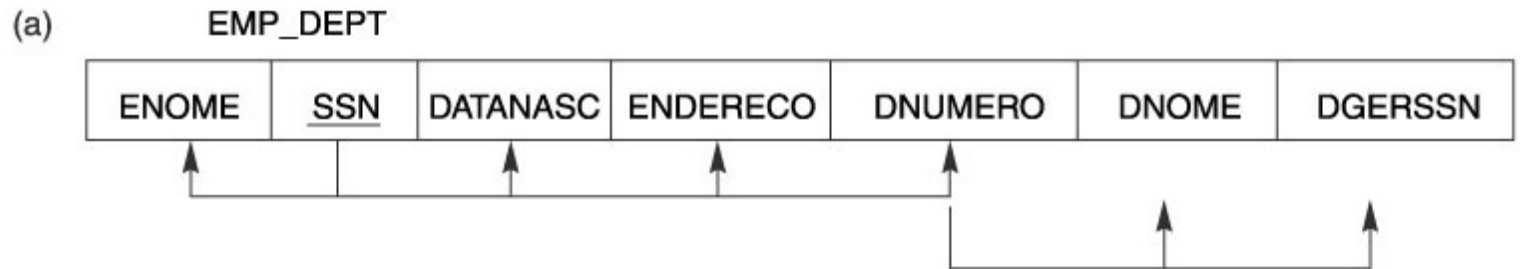 (a) EMP_DEPT
ENOME SSN DATANASC ENDERECO DNUMERO DNOME DGERSSN